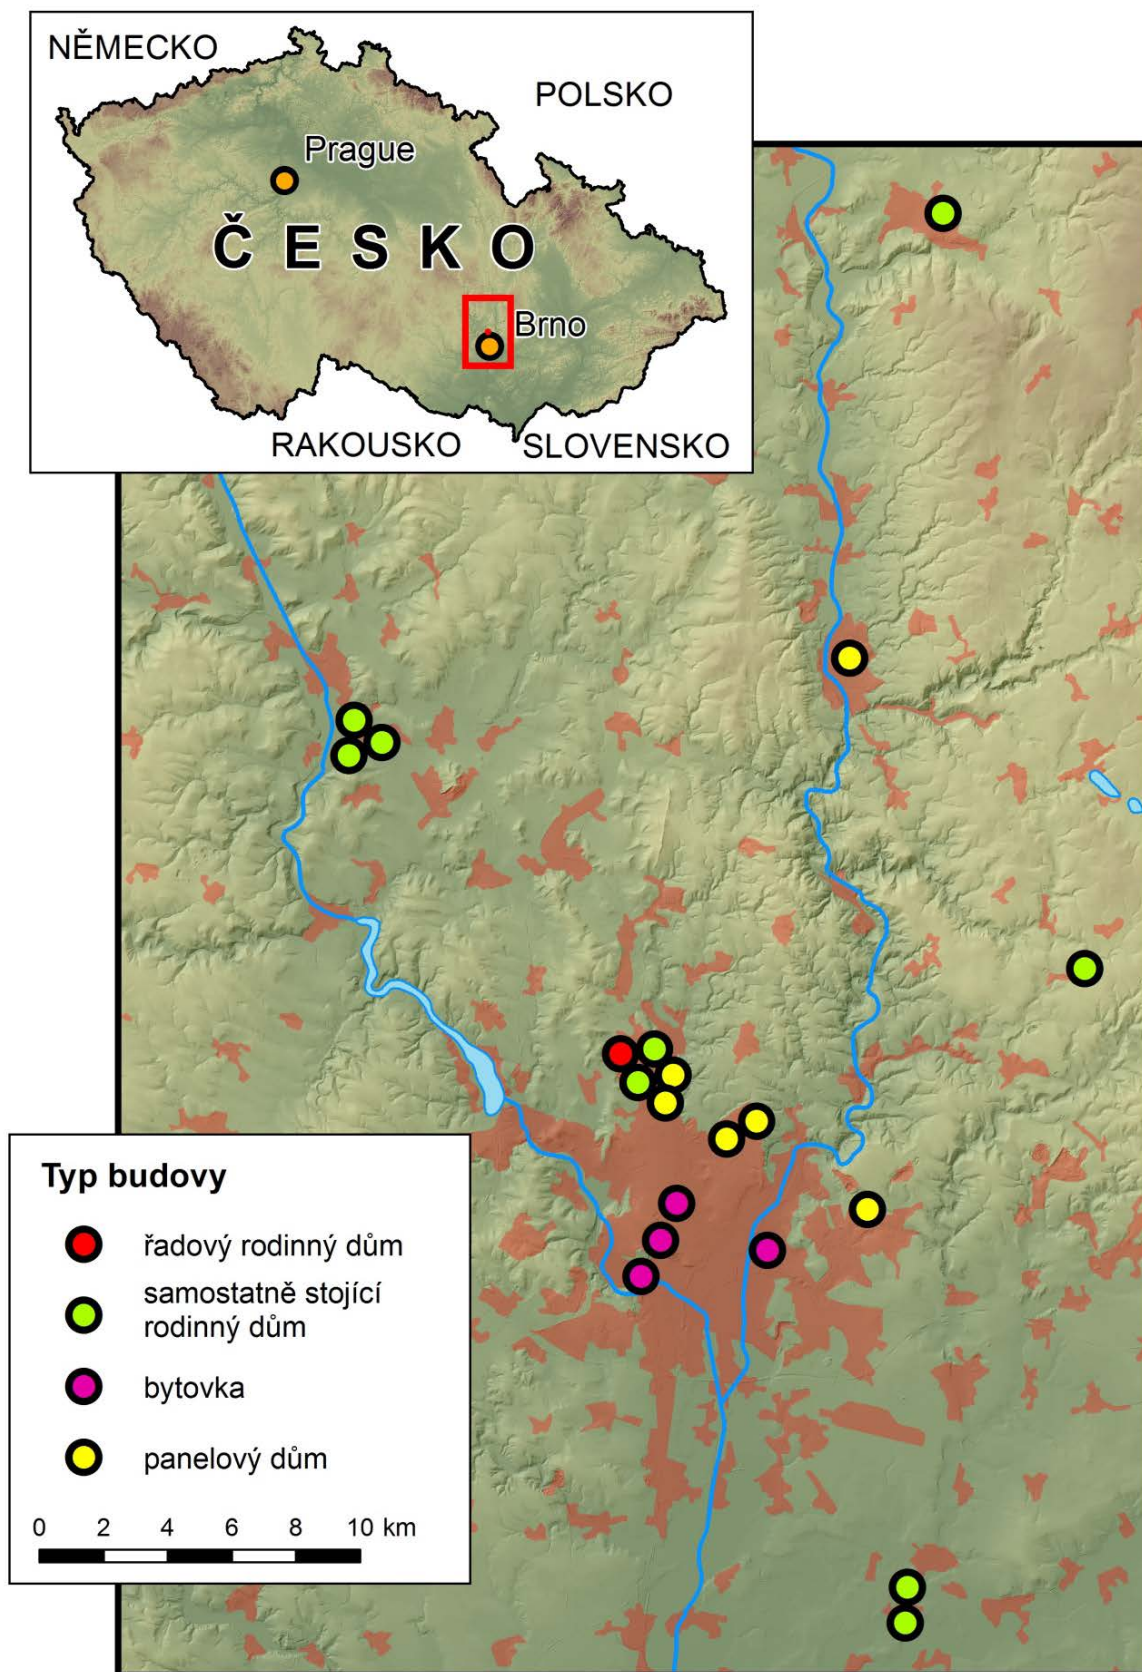 NĚMECKO
POLSKO
Prague
ČESKO
Brno
RAKOUSKO
SLOVENSKO
Typ budovy
řadový rodinný dům
samostatně stojící
rodinný dům
bytovka
panelový dům
0 2 4 6 8 10 km